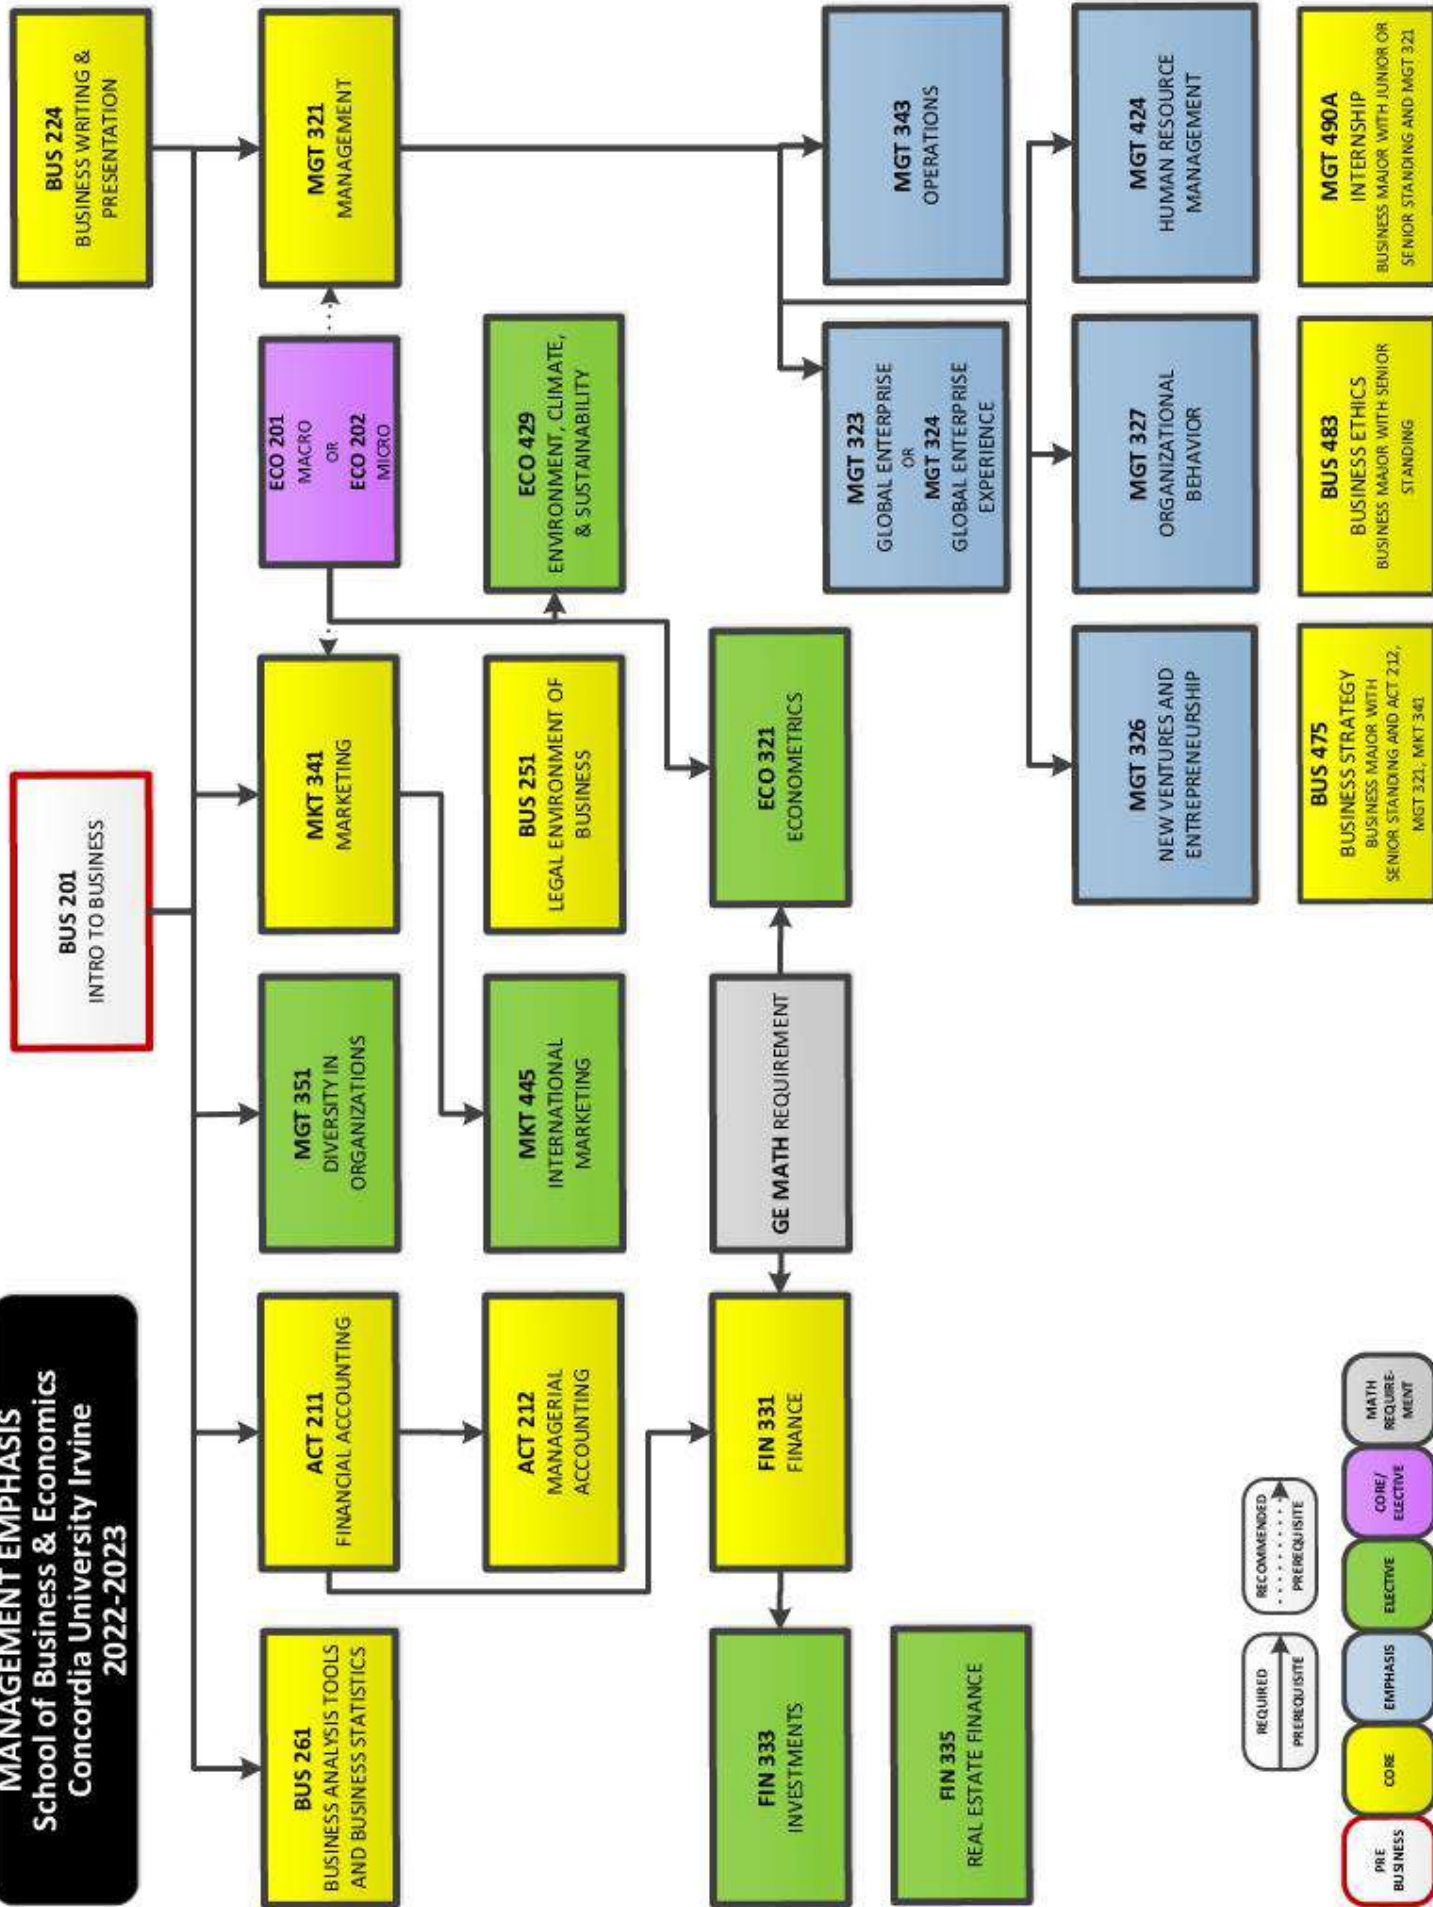 MANAGEMENT EMPHASIS
School of Business & Economics
Concordia University Irvine
2022-2023
BUS 201
INTRO TO BUSINESS
BUS 224
BUSINESS WRITING &
PRESENTATION
BUS 261
BUSINESS ANALYSIS TOOLS
AND BUSINESS STATISTICS
ACT 211
FINANCIAL ACCOUNTING
MGT 351
DIVERSITY IN
ORGANIZATIONS
MKT 341
MARKETING
ECO 201
MACRO
OR
ECO 202
MICRO
MGT 321
MANAGEMENT
ACT 212
MANAGERIAL
ACCOUNTING
MKT 445
INTERNATIONAL
MARKETING
BUS 251
LEGAL ENVIRONMENT OF
BUSINESS
ECO 429
ENVIRONMENT, CLIMATE,
& SUSTAINABILITY
FIN 333
INVESTMENTS
FIN 331
FINANCE
GE MATH REQUIREMENT
ECO 321
ECONOMETRICS
MGT 323
GLOBAL ENTERPRISE
OR
MGT 324
GLOBAL ENTERPRISE
EXPERIENCE
MGT 343
OPERATIONS
FIN 335
REAL ESTATE FINANCE
MGT 326
NEW VENTURES AND
ENTREPRENEURSHIP
MGT 327
ORGANIZATIONAL
BEHAVIOR
MGT 424
HUMAN RESOURCE
MANAGEMENT
REQUIRED
PREREQUISITE
RECOMMENDED
PREREQUISITE
BUS 475
BUSINESS STRATEGY
BUSINESS MAJOR WITH
SENIOR STANDING AND ACT 212,
MGT 321, MKT 341
BUS 483
BUSINESS ETHICS
BUSINESS MAJOR WITH SENIOR
STANDING
MGT 490A
INTERNSHIP
BUSINESS MAJOR WITH JUNIOR OR
SENIOR STANDING AND MGT 321
PRE
BUSINESS
CORE
EMPHASIS
ELECTIVE
CORE/
ELECTIVE
MATH
REQUIRE-
MENT